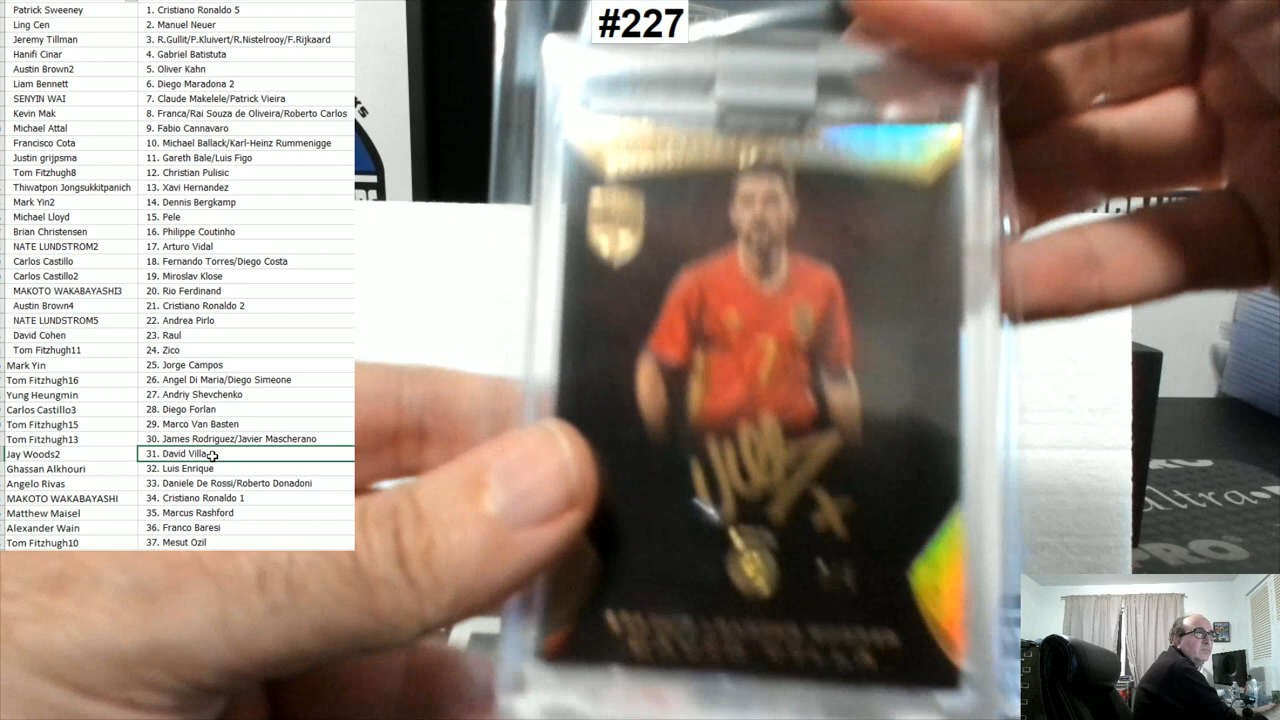 #227
Patrick Sweeney 1. Cristiano Ronaldo 5
Ling Cen 2. Manuel Neuer
Jeremy Tillman 3. R.Gullit/P.Kluivert/R.Nistelrooy/F.Rijkaard
Hanifi Cinar 4. Gabriel Batistuta
Austin Brown2 5. Oliver Kahn
Liam Bennett 6. Diego Maradona 2
SENYIN WAI 7. Claude Makelele/Patrick Vieira
Kevin Mak 8. Franca/Rai Souza de Oliveira/Roberto Carlos
Michael Attal 9. Fabio Cannavaro
Francisco Cota 10. Michael Ballack/Karl-Heinz Rummenigge
Justin grijpsma 11. Gareth Bale/Luis Figo
Tom Fitzhugh8 12. Christian Pulisic
Thiwatpon Jongsukkitpanich 13. Xavi Hernandez
Mark Yin2 14. Dennis Bergkamp
Michael Lloyd 15. Pele
Brian Christensen 16. Philippe Coutinho
NATE LUNDSTROM2 17. Arturo Vidal
Carlos Castillo 18. Fernando Torres/Diego Costa
Carlos Castillo2 19. Miroslav Klose
MAKOTO WAKABAYASHI3 20. Rio Ferdinand
Austin Brown4 21. Cristiano Ronaldo 2
NATE LUNDSTROM5 22. Andrea Pirlo
David Cohen 23. Raul
Tom Fitzhugh11 24. Zico
Mark Yin 25. Jorge Campos
Tom Fitzhugh16 26. Angel Di Maria/Diego Simeone
Yung Heungmin 27. Andriy Shevchenko
Carlos Castillo3 28. Diego Forlan
Tom Fitzhugh15 29. Marco Van Basten
Tom Fitzhugh13 30. James Rodriguez/Javier Mascherano
Jay Woods2 31. David Villa
Ghassan Alkhouri 32. Luis Enrique
Angelo Rivas 33. Daniele De Rossi/Roberto Donadoni
MAKOTO WAKABAYASHI 34. Cristiano Ronaldo 1
Matthew Maisel 35. Marcus Rashford
Alexander Wain 36. Franco Baresi
Tom Fitzhugh10 37. Mesut Ozil
7
ultra
PRO